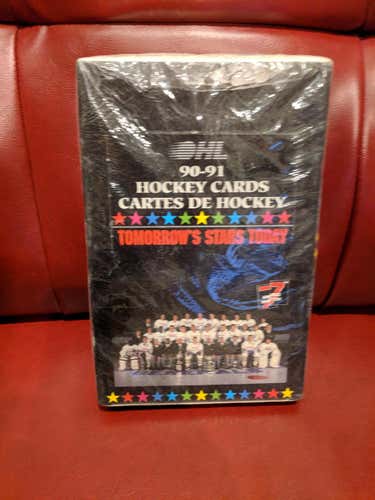 OHL
90-91
HOCKEY CARDS
CARTES DE HOCKEY
TOMORROW'S STARS TODAY
7